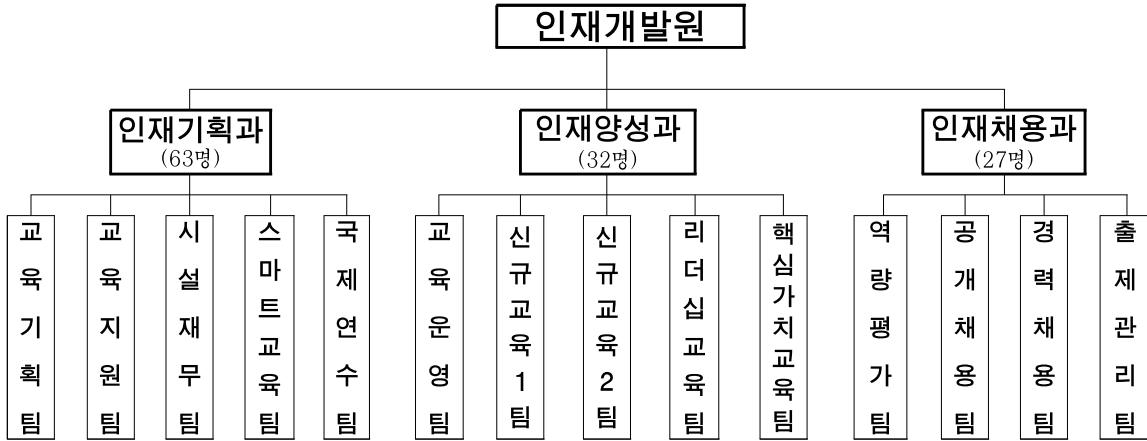 인재개발원
인재기획과
(63명)
인재양성과
(32명)
인재채용과
(27명)
교육기획팀
교육지원팀
시설재무팀
스마트교육팀
국제연수팀
교육운영팀
신규교육1팀
신규교육2팀
리더십교육팀
핵심가치교육팀
역량평가팀
공개채용팀
경력채용팀
출제관리팀